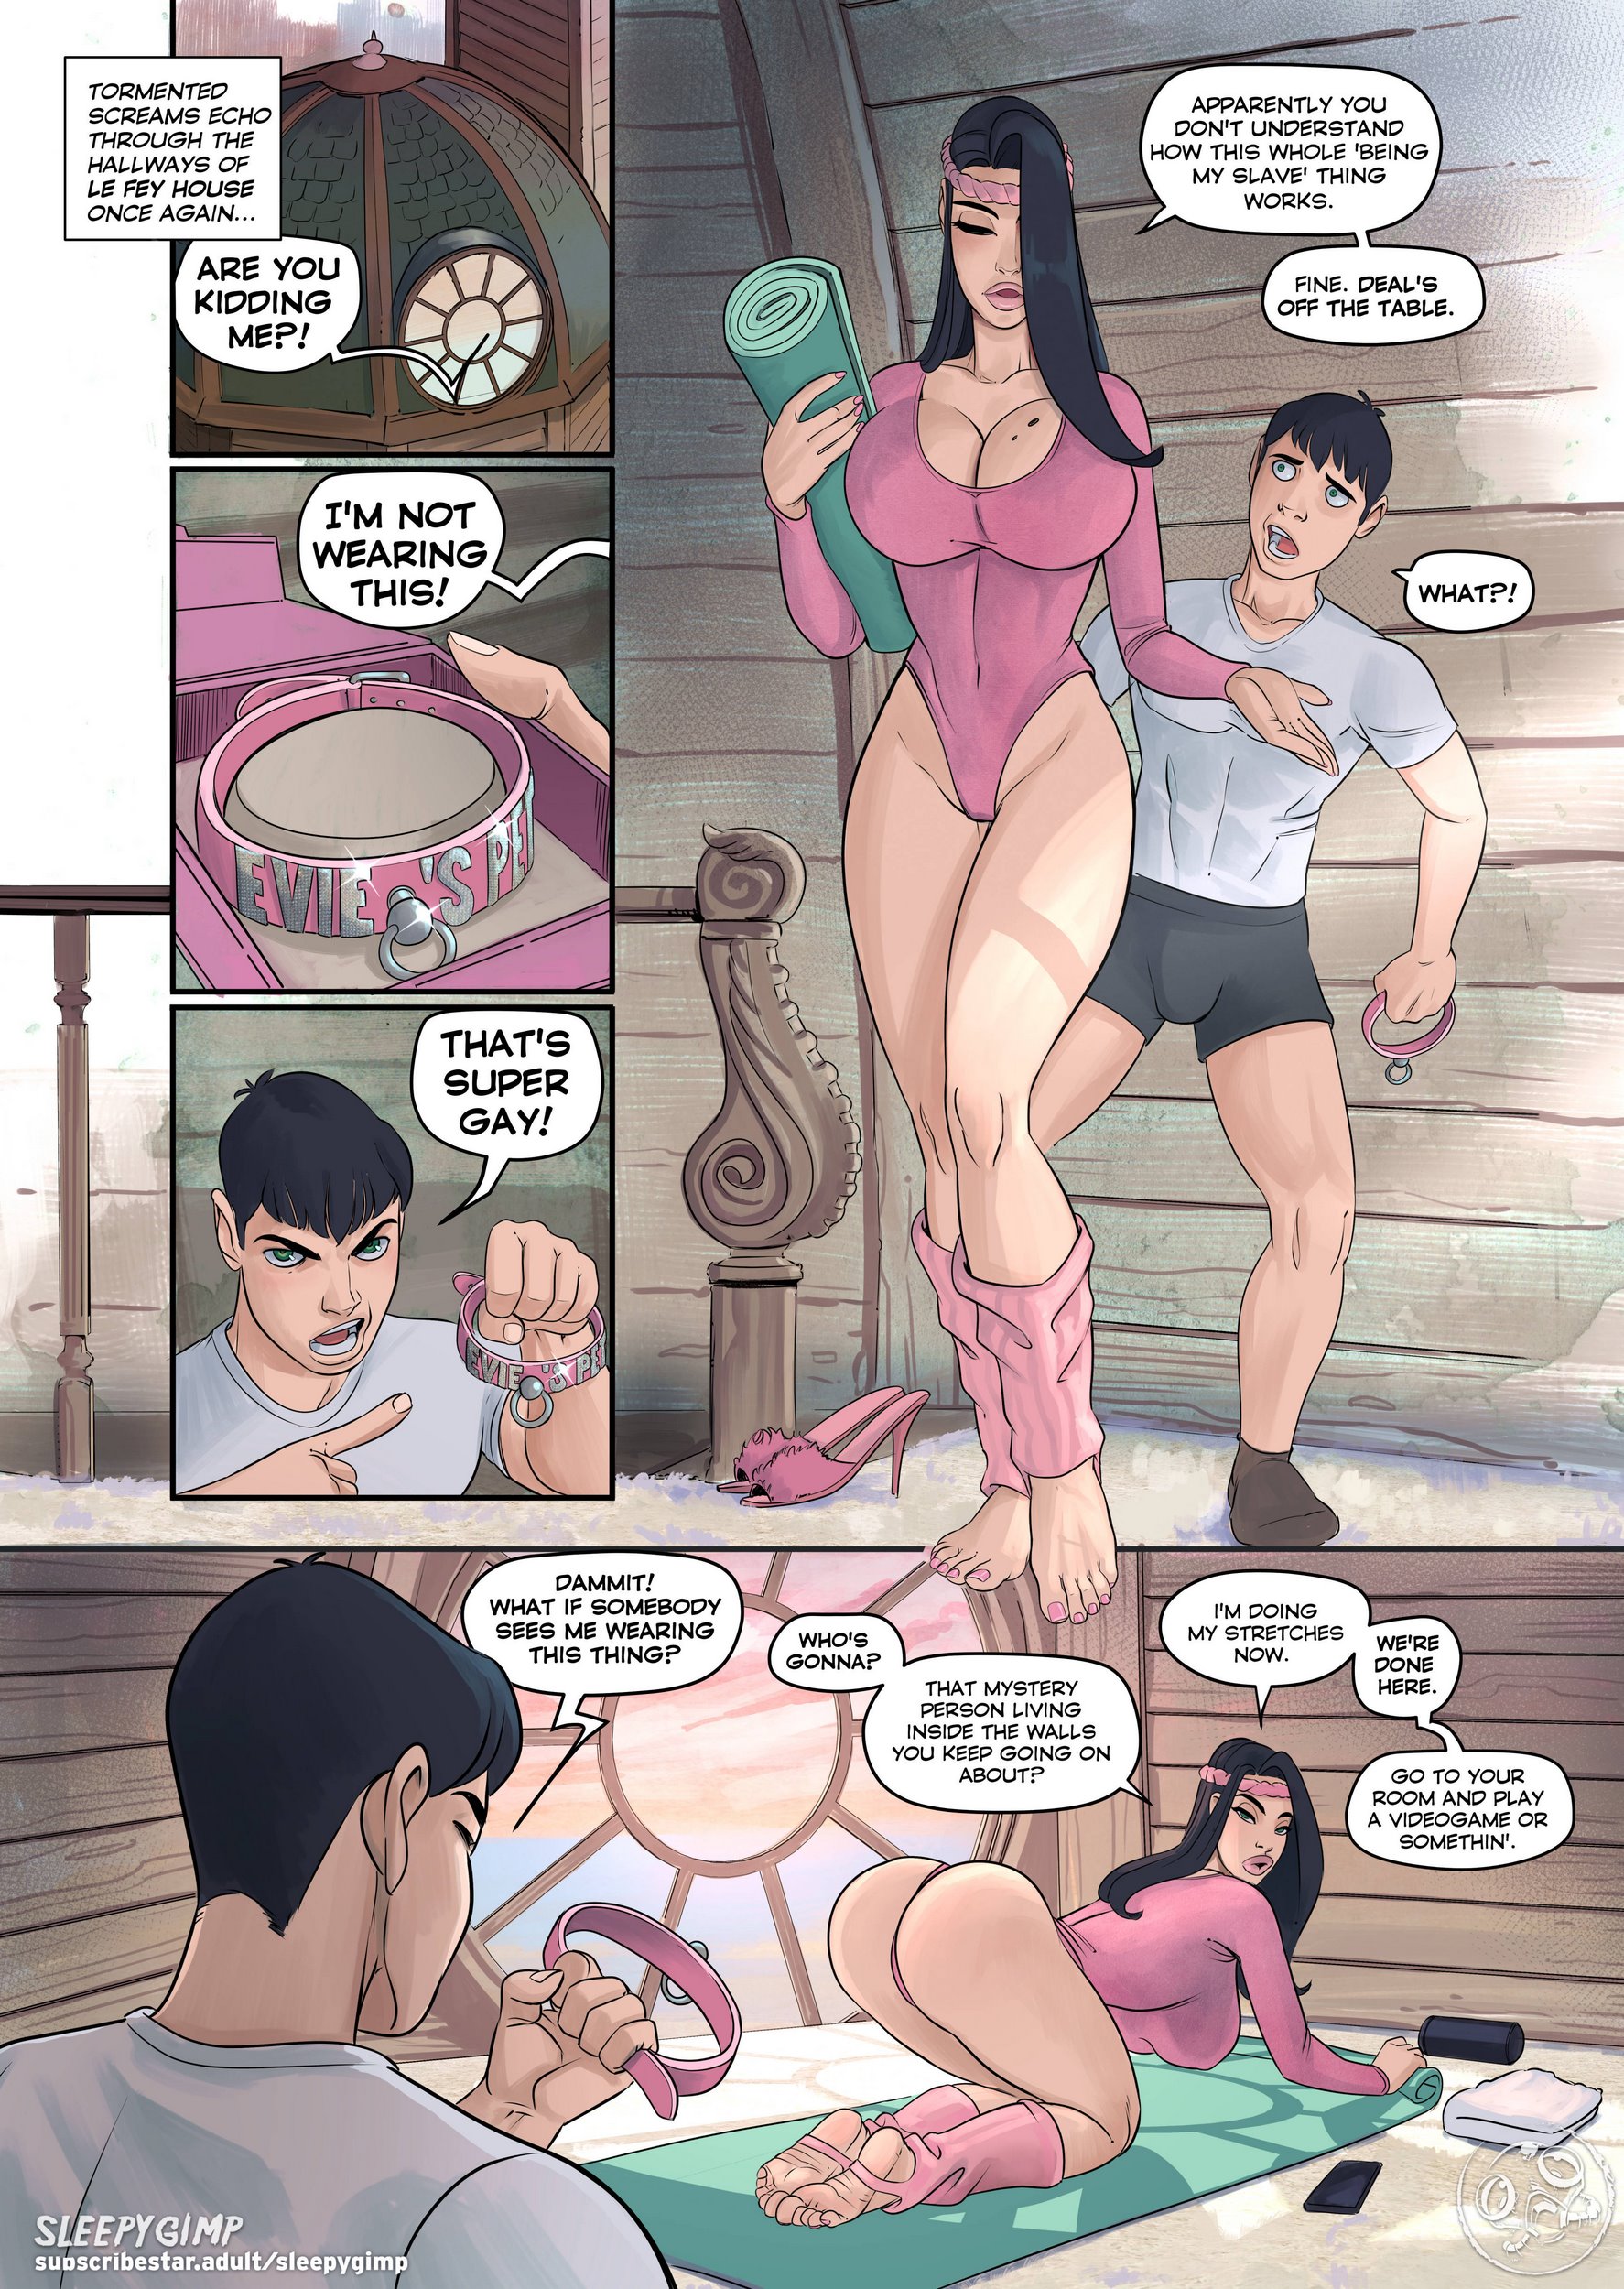 TORMENTED
SCREAMS ECHO
THROUGH THE
HALLWAYS OF
LE FEY HOUSE
ONCE AGAIN...
ARE YOU
KIDDING
ME?!
I'M NOT
WEARING
THIS!
EVIE'S PET
THAT'S
SUPER
GAY!
EVIE'S PE
APPARENTLY YOU
DON'T UNDERSTAND
HOW THIS WHOLE 'BEING
MY SLAVE' THING
WORKS.
FINE. DEAL'S
OFF THE TABLE.
WHAT?!
DAMMIT!
WHAT IF SOMEBODY
SEES ME WEARING
THIS THING?
WHO'S
GONNA?
THAT MYSTERY
PERSON LIVING
INSIDE THE WALLS
YOU KEEP GOING ON
ABOUT?
I'M DOING
MY STRETCHES
NOW.
WE'RE
DONE
HERE.
GO TO YOUR
ROOM AND PLAY
A VIDEOGAME OR
SOMETHIN'.
SLEEPYGIMP
subscribestar.adult/sleepygimp